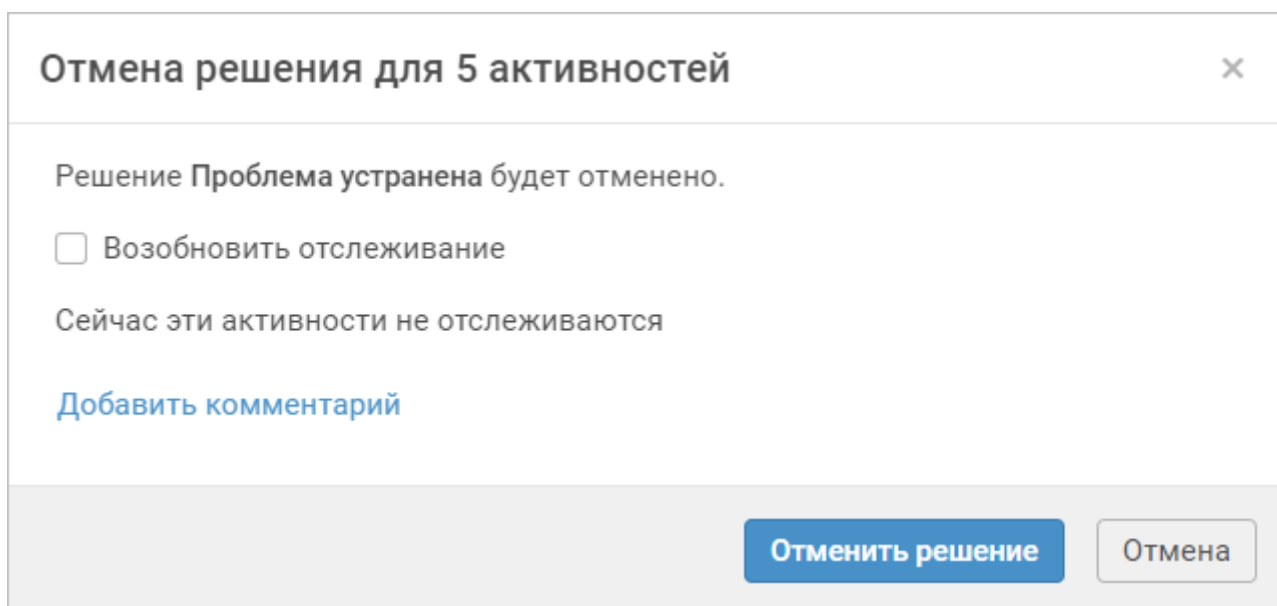 Отмена решения для 5 активностей
Решение Проблема устранена будет отменено.
Возобновить отслеживание
Сейчас эти активности не отслеживаются
Добавить комментарий
Отменить решение Отмена